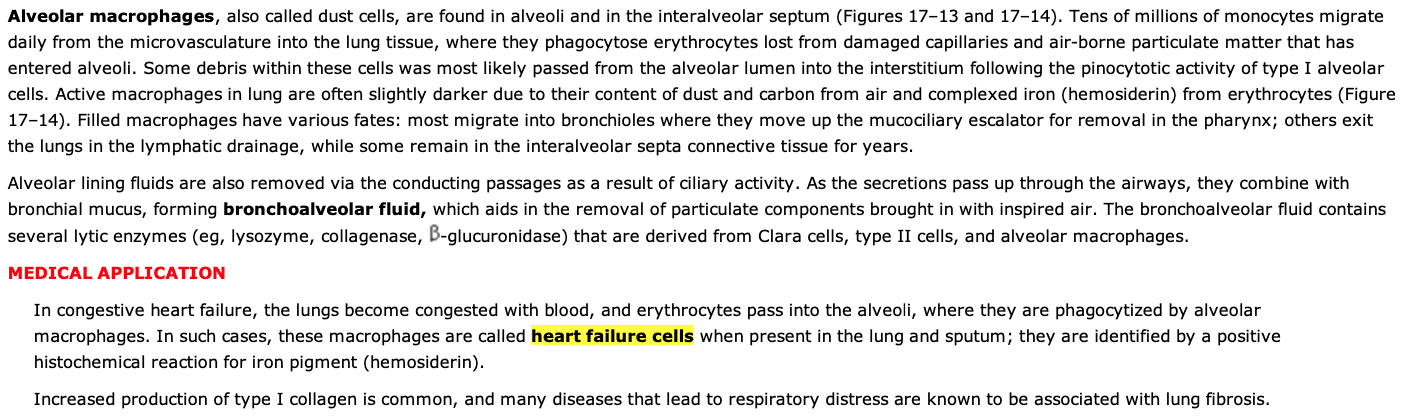 Alveolar macrophages, also called dust cells, are found in alveoli and in the interalveolar septum (Figures 17–13 and 17–14). Tens of millions of monocytes migrate
daily from the microvasculature into the lung tissue, where they phagocytose erythrocytes lost from damaged capillaries and air-borne particulate matter that has
entered alveoli. Some debris within these cells was most likely passed from the alveolar lumen into the interstitium following the pinocytotic activity of type I alveolar
cells. Active macrophages in lung are often slightly darker due to their content of dust and carbon from air and complexed iron (hemosiderin) from erythrocytes (Figure
17–14). Filled macrophages have various fates: most migrate into bronchioles where they move up the mucociliary escalator for removal in the pharynx; others exit
the lungs in the lymphatic drainage, while some remain in the interalveolar septa connective tissue for years.
Alveolar lining fluids are also removed via the conducting passages as a result of ciliary activity. As the secretions pass up through the airways, they combine with
bronchial mucus, forming bronchoalveolar fluid, which aids in the removal of particulate components brought in with inspired air. The bronchoalveolar fluid contains
several lytic enzymes (eg, lysozyme, collagenase, β-glucuronidase) that are derived from Clara cells, type II cells, and alveolar macrophages.
MEDICAL APPLICATION
In congestive heart failure, the lungs become congested with blood, and erythrocytes pass into the alveoli, where they are phagocytized by alveolar
macrophages. In such cases, these macrophages are called heart failure cells when present in the lung and sputum; they are identified by a positive
histochemical reaction for iron pigment (hemosiderin).
Increased production of type I collagen is common, and many diseases that lead to respiratory distress are known to be associated with lung fibrosis.